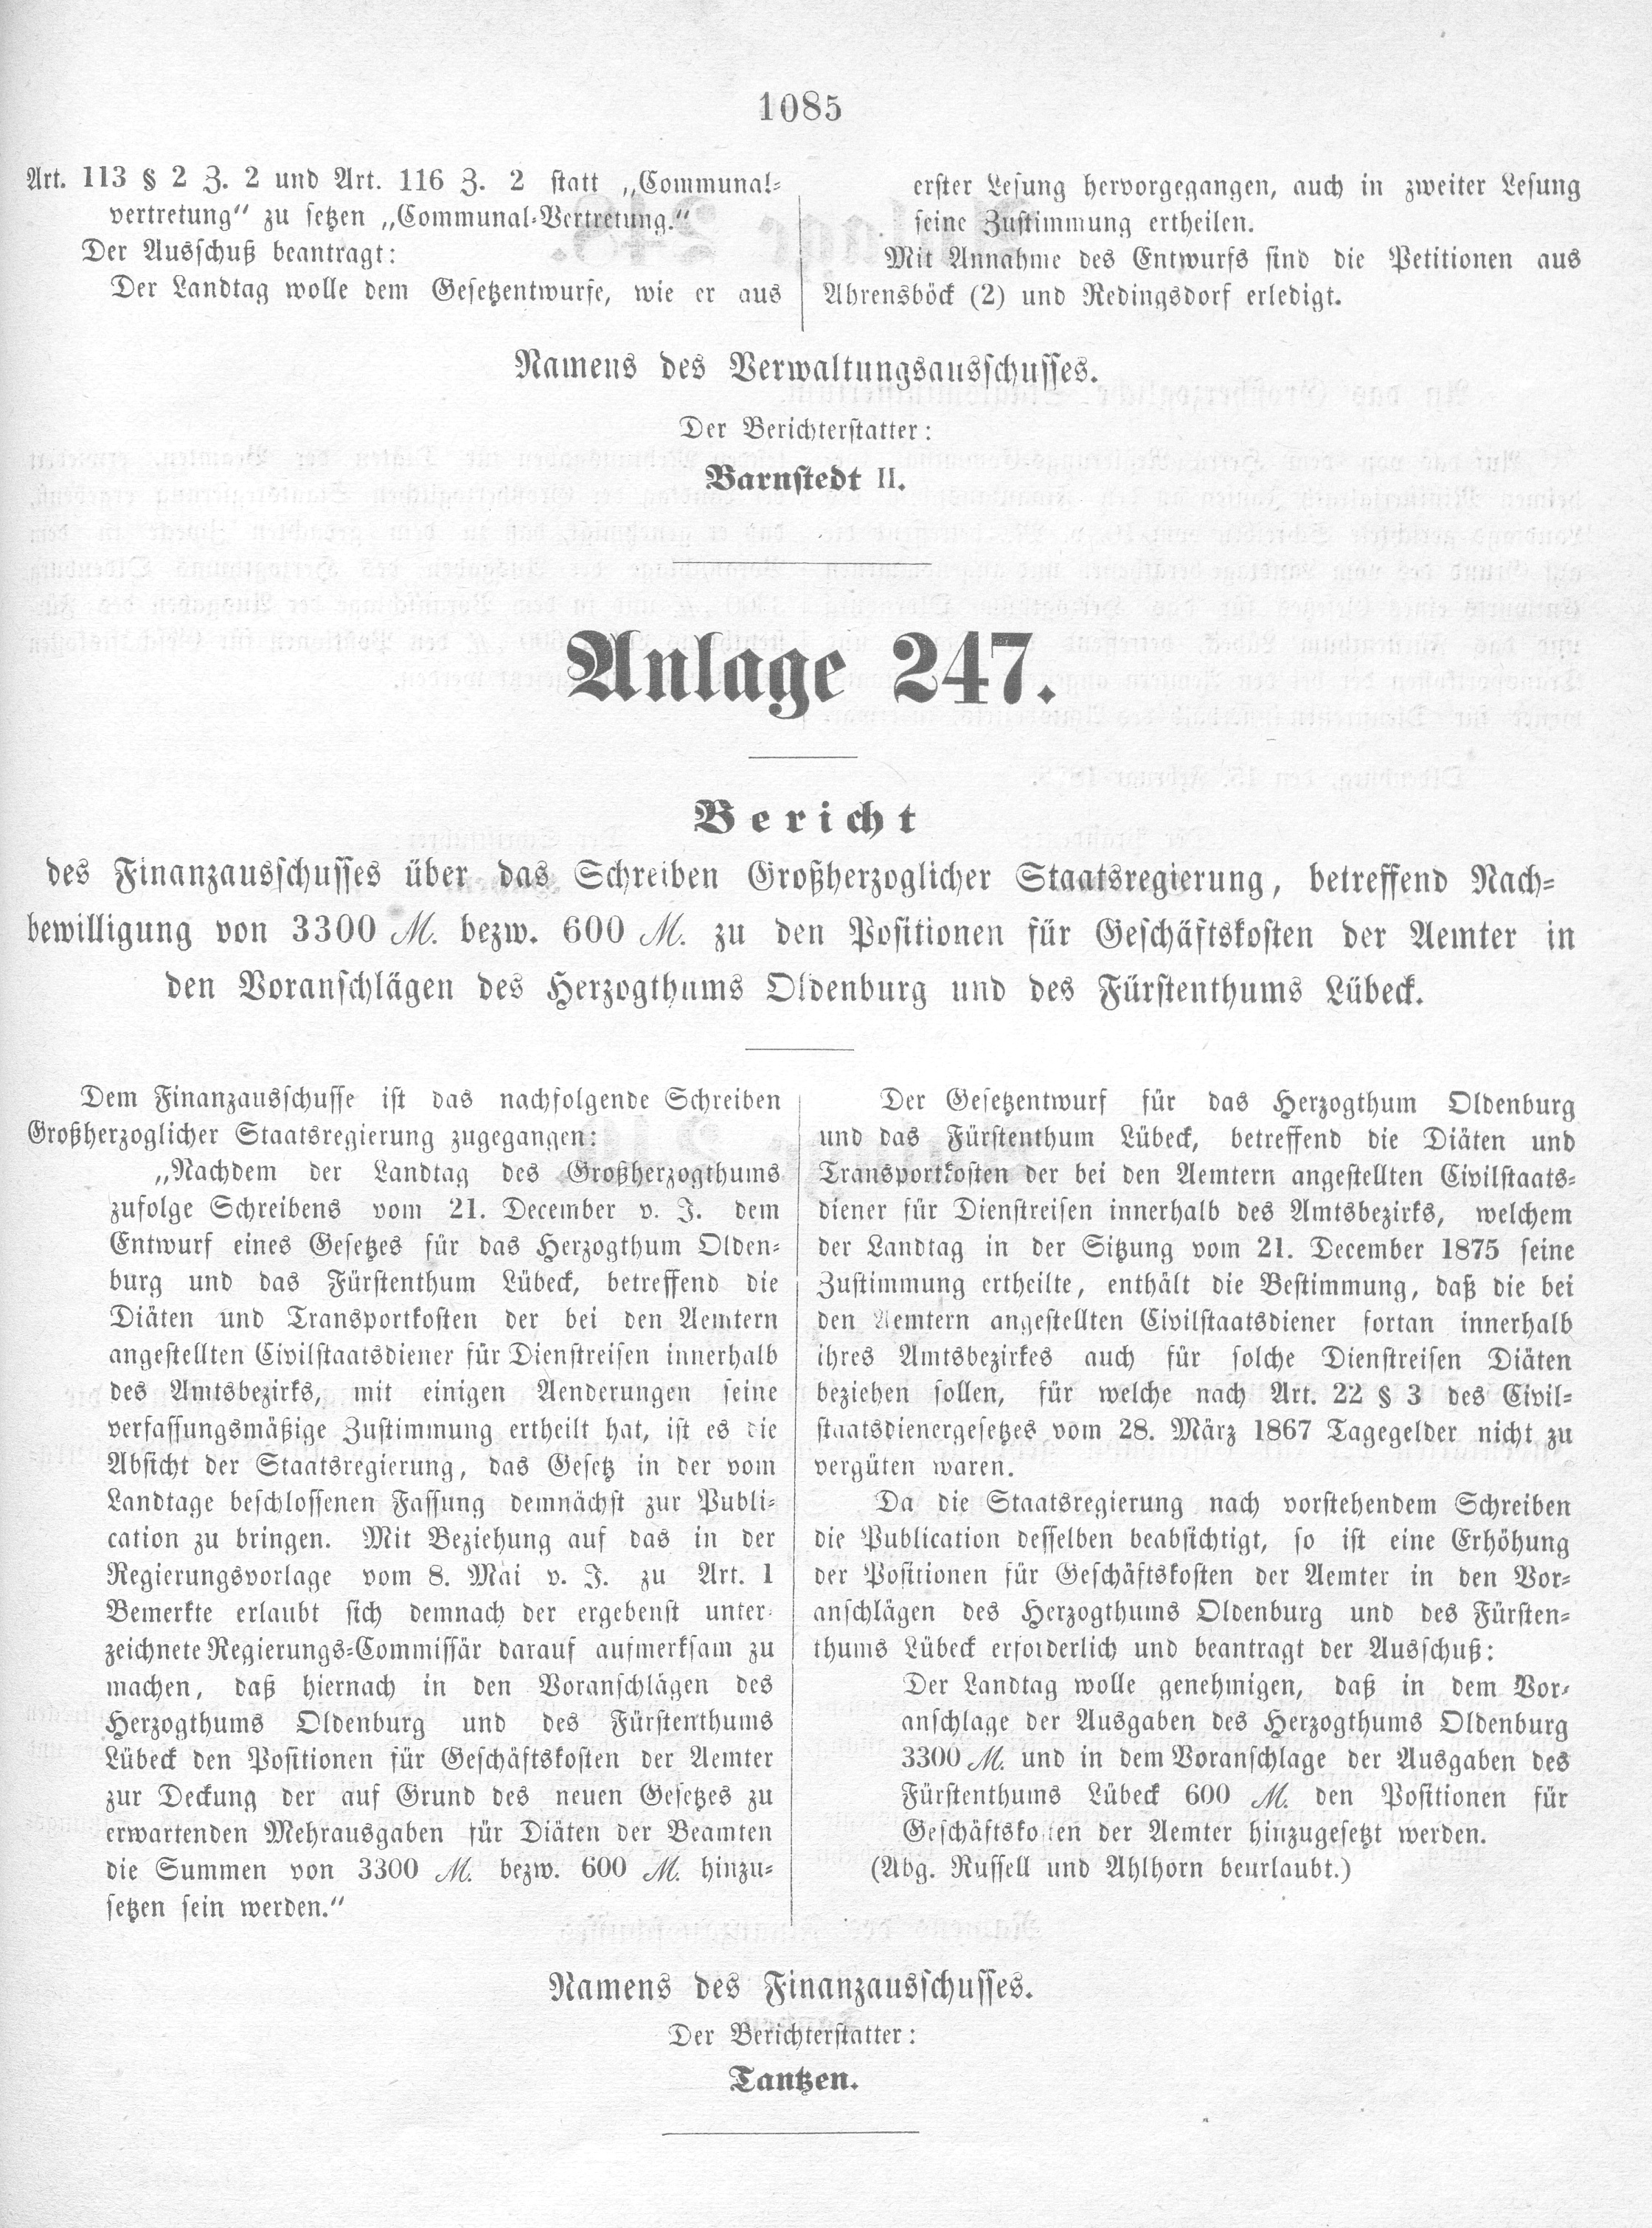 1085
Art. 113 § 2 Z. 2 und Art. 116 Z. 2 statt „Communal-
vertretung“ zu setzen „Communal-Vertretung.“
Der Ausschuß beantragt:
Der Landtag wolle dem Gesetzentwurfe, wie er aus
erster Lesung hervorgegangen, auch in zweiter Lesung
seine Zustimmung ertheilen.
Mit Annahme des Entwurfs sind die Petitionen aus
Ahrensböck (2) und Redingsdorf erledigt.
Namens des Verwaltungsausschusses.
Der Berichterstatter:
Barnstedt II.
Anlage 247.
Bericht
des Finanzausschusses über das Schreiben Großherzoglicher Staatsregierung, betreffend Nach-
bewilligung von 3300 M. bezw. 600 M. zu den Positionen für Geschäftskosten der Aemter in
den Voranschlägen des Herzogthums Oldenburg und des Fürstenthums Lübeck.
Dem Finanzausschusse ist das nachfolgende Schreiben
Großherzoglicher Staatsregierung zugegangen:
„Nachdem der Landtag des Großherzogthums
zufolge Schreibens vom 21. December v. J. dem
Entwurf eines Gesetzes für das Herzogthum Olden-
burg und das Fürstenthum Lübeck, betreffend die
Diäten und Transportkosten der bei den Aemtern
angestellten Civilstaatsdiener für Dienstreisen innerhalb
des Amtsbezirks, mit einigen Aenderungen seine
verfassungsmäßige Zustimmung ertheilt hat, ist es die
Absicht der Staatsregierung, das Gesetz in der vom
Landtage beschlossenen Fassung demnächst zur Publi-
cation zu bringen. Mit Beziehung auf das in der
Regierungsvorlage vom 8. Mai v. J. zu Art. 1
Bemerkte erlaubt sich demnach der ergebenst unter-
zeichnete Regierungs-Commissär darauf aufmerksam zu
machen, daß hiernach in den Voranschlägen des
Herzogthums Oldenburg und des Fürstenthums
Lübeck den Positionen für Geschäftskosten der Aemter
zur Deckung der auf Grund des neuen Gesetzes zu
erwartenden Mehrausgaben für Diäten der Beamten
die Summen von 3300 M. bezw. 600 M. hinzu-
setzen sein werden.“
Der Gesetzentwurf für das Herzogthum Oldenburg
und das Fürstenthum Lübeck, betreffend die Diäten und
Transportkosten der bei den Aemtern angestellten Civilstaats-
diener für Dienstreisen innerhalb des Amtsbezirks, welchem
der Landtag in der Sitzung vom 21. December 1875 seine
Zustimmung ertheilte, enthält die Bestimmung, daß die bei
den Aemtern angestellten Civilstaatsdiener fortan innerhalb
ihres Amtsbezirkes auch für solche Dienstreisen Diäten
beziehen sollen, für welche nach Art. 22 § 3 des Civil-
staatsdienergesetzes vom 28. März 1867 Tagegelder nicht zu
vergüten waren.
Da die Staatsregierung nach vorstehendem Schreiben
die Publication desselben beabsichtigt, so ist eine Erhöhung
der Positionen für Geschäftskosten der Aemter in den Vor-
anschlägen des Herzogthums Oldenburg und des Fürsten-
thums Lübeck erforderlich und beantragt der Ausschuß:
Der Landtag wolle genehmigen, daß in dem Vor-
anschlage der Ausgaben des Herzogthums Oldenburg
3300 M. und in dem Voranschlage der Ausgaben des
Fürstenthums Lübeck 600 M. den Positionen für
Geschäftskosten der Aemter hinzugesetzt werden.
(Abg. Russell und Ahlhorn beurlaubt.)
Namens des Finanzausschusses.
Der Berichterstatter:
Tantzen.